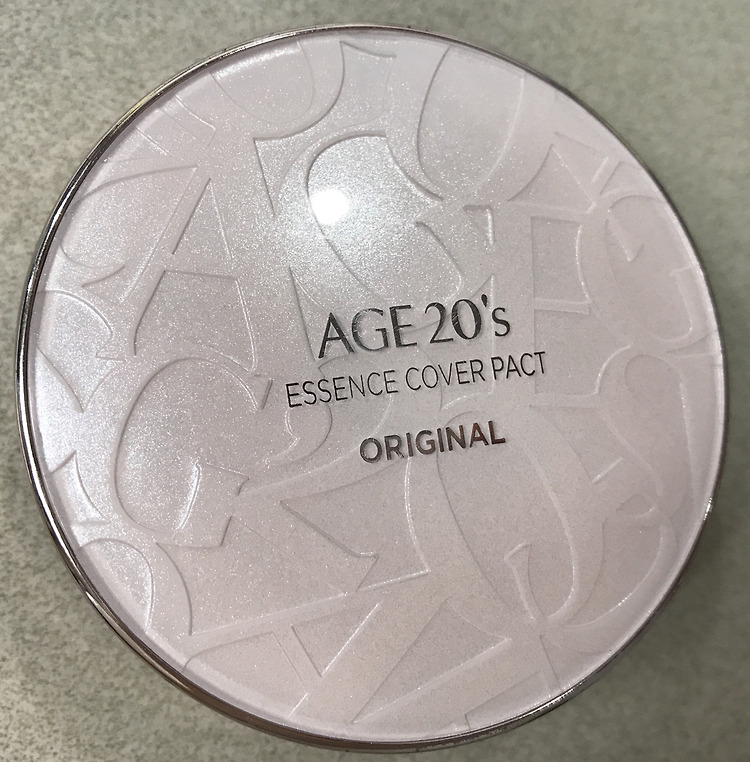 AGE 20's
ESSENCE COVER PACT
ORIGINAL